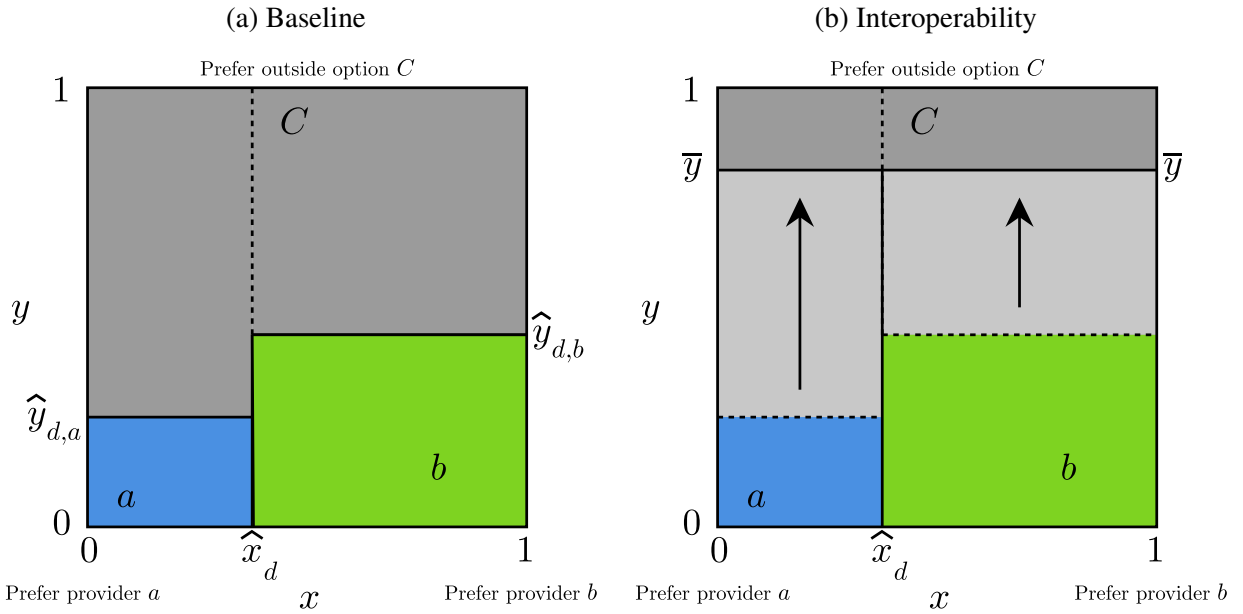 (a) Baseline
Prefer outside option C
1
C
y
ŷ_{d,b}
ŷ_{d,a}
b
a
0
0
x̂_d
1
Prefer provider a
x
Prefer provider b
(b) Interoperability
Prefer outside option C
1
C
y̅
y̅
y
b
a
0
0
x̂_d
1
Prefer provider a
x
Prefer provider b